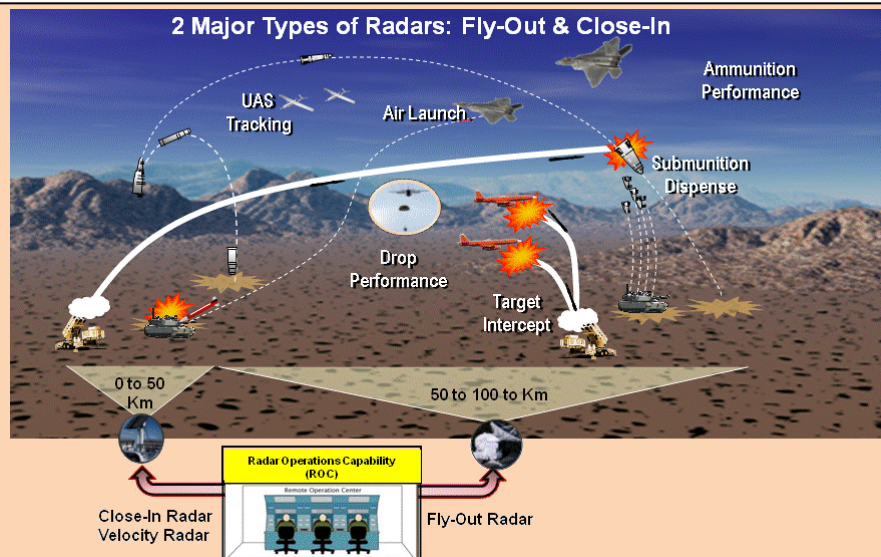 2 Major Types of Radars: Fly-Out & Close-In
UAS
Tracking
Air Launch
Ammunition
Performance
Submunition
Dispense
Drop
Performance
Target
Intercept
0 to 50
Km
50 to 100 to Km
Radar Operations Capability
(ROC)
Remote Operation Center
Close-In Radar
Velocity Radar
Fly-Out Radar